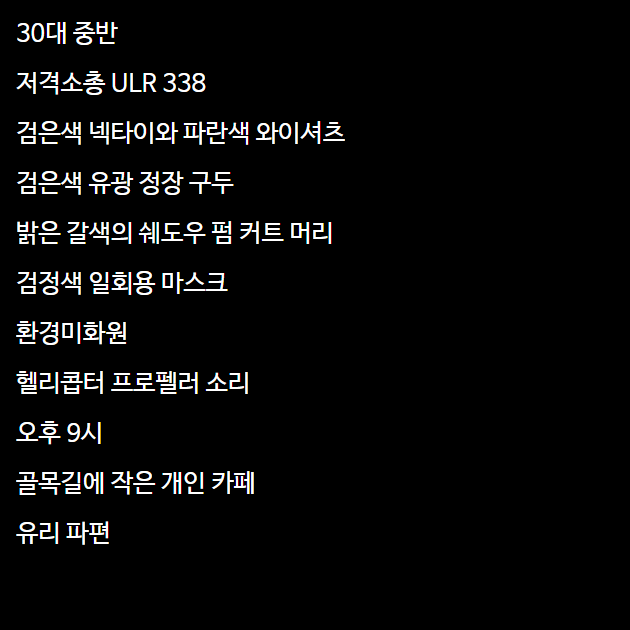 30대 중반
저격소총 ULR 338
검은색 넥타이와 파란색 와이셔츠
검은색 유광 정장 구두
밝은 갈색의 쉐도우 펌 커트 머리
검정색 일회용 마스크
환경미화원
헬리콥터 프로펠러 소리
오후 9시
골목길에 작은 개인 카페
유리 파편